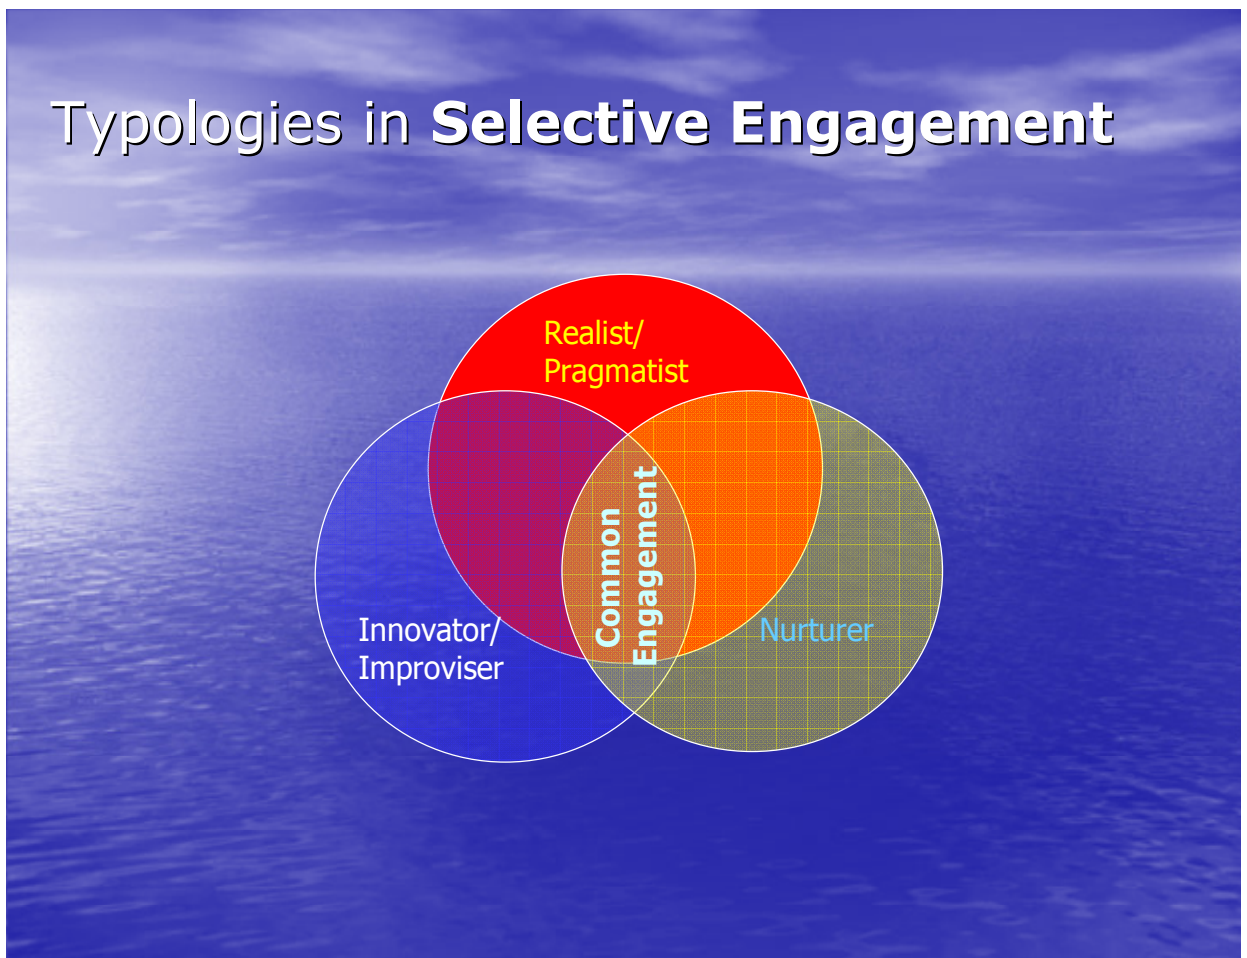 Typologies in Selective Engagement
Realist/
Pragmatist
Common
Engagement
Innovator/
Improviser
Nurturer